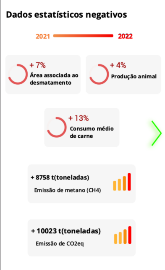 Dados estatísticos negativos
2021
2022
+ 7%
Área associada ao
desmatamento
+ 4%
Produção animal
+ 13%
Consumo médio
de carne
+ 8758 t(toneladas)
Emissão de metano (CH4)
+ 10023 t(toneladas)
Emissão de CO2eq